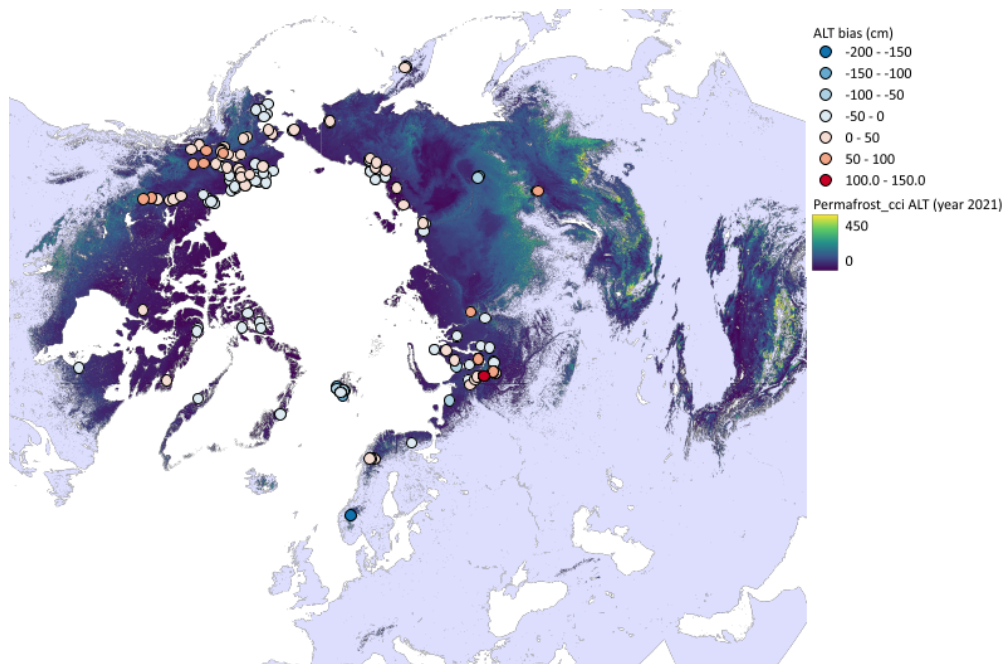 ALT bias (cm)
-200 - -150
-150 - -100
-100 - -50
-50 - 0
0 - 50
50 - 100
100.0 - 150.0
Permafrost_cci ALT (year 2021)
450
0